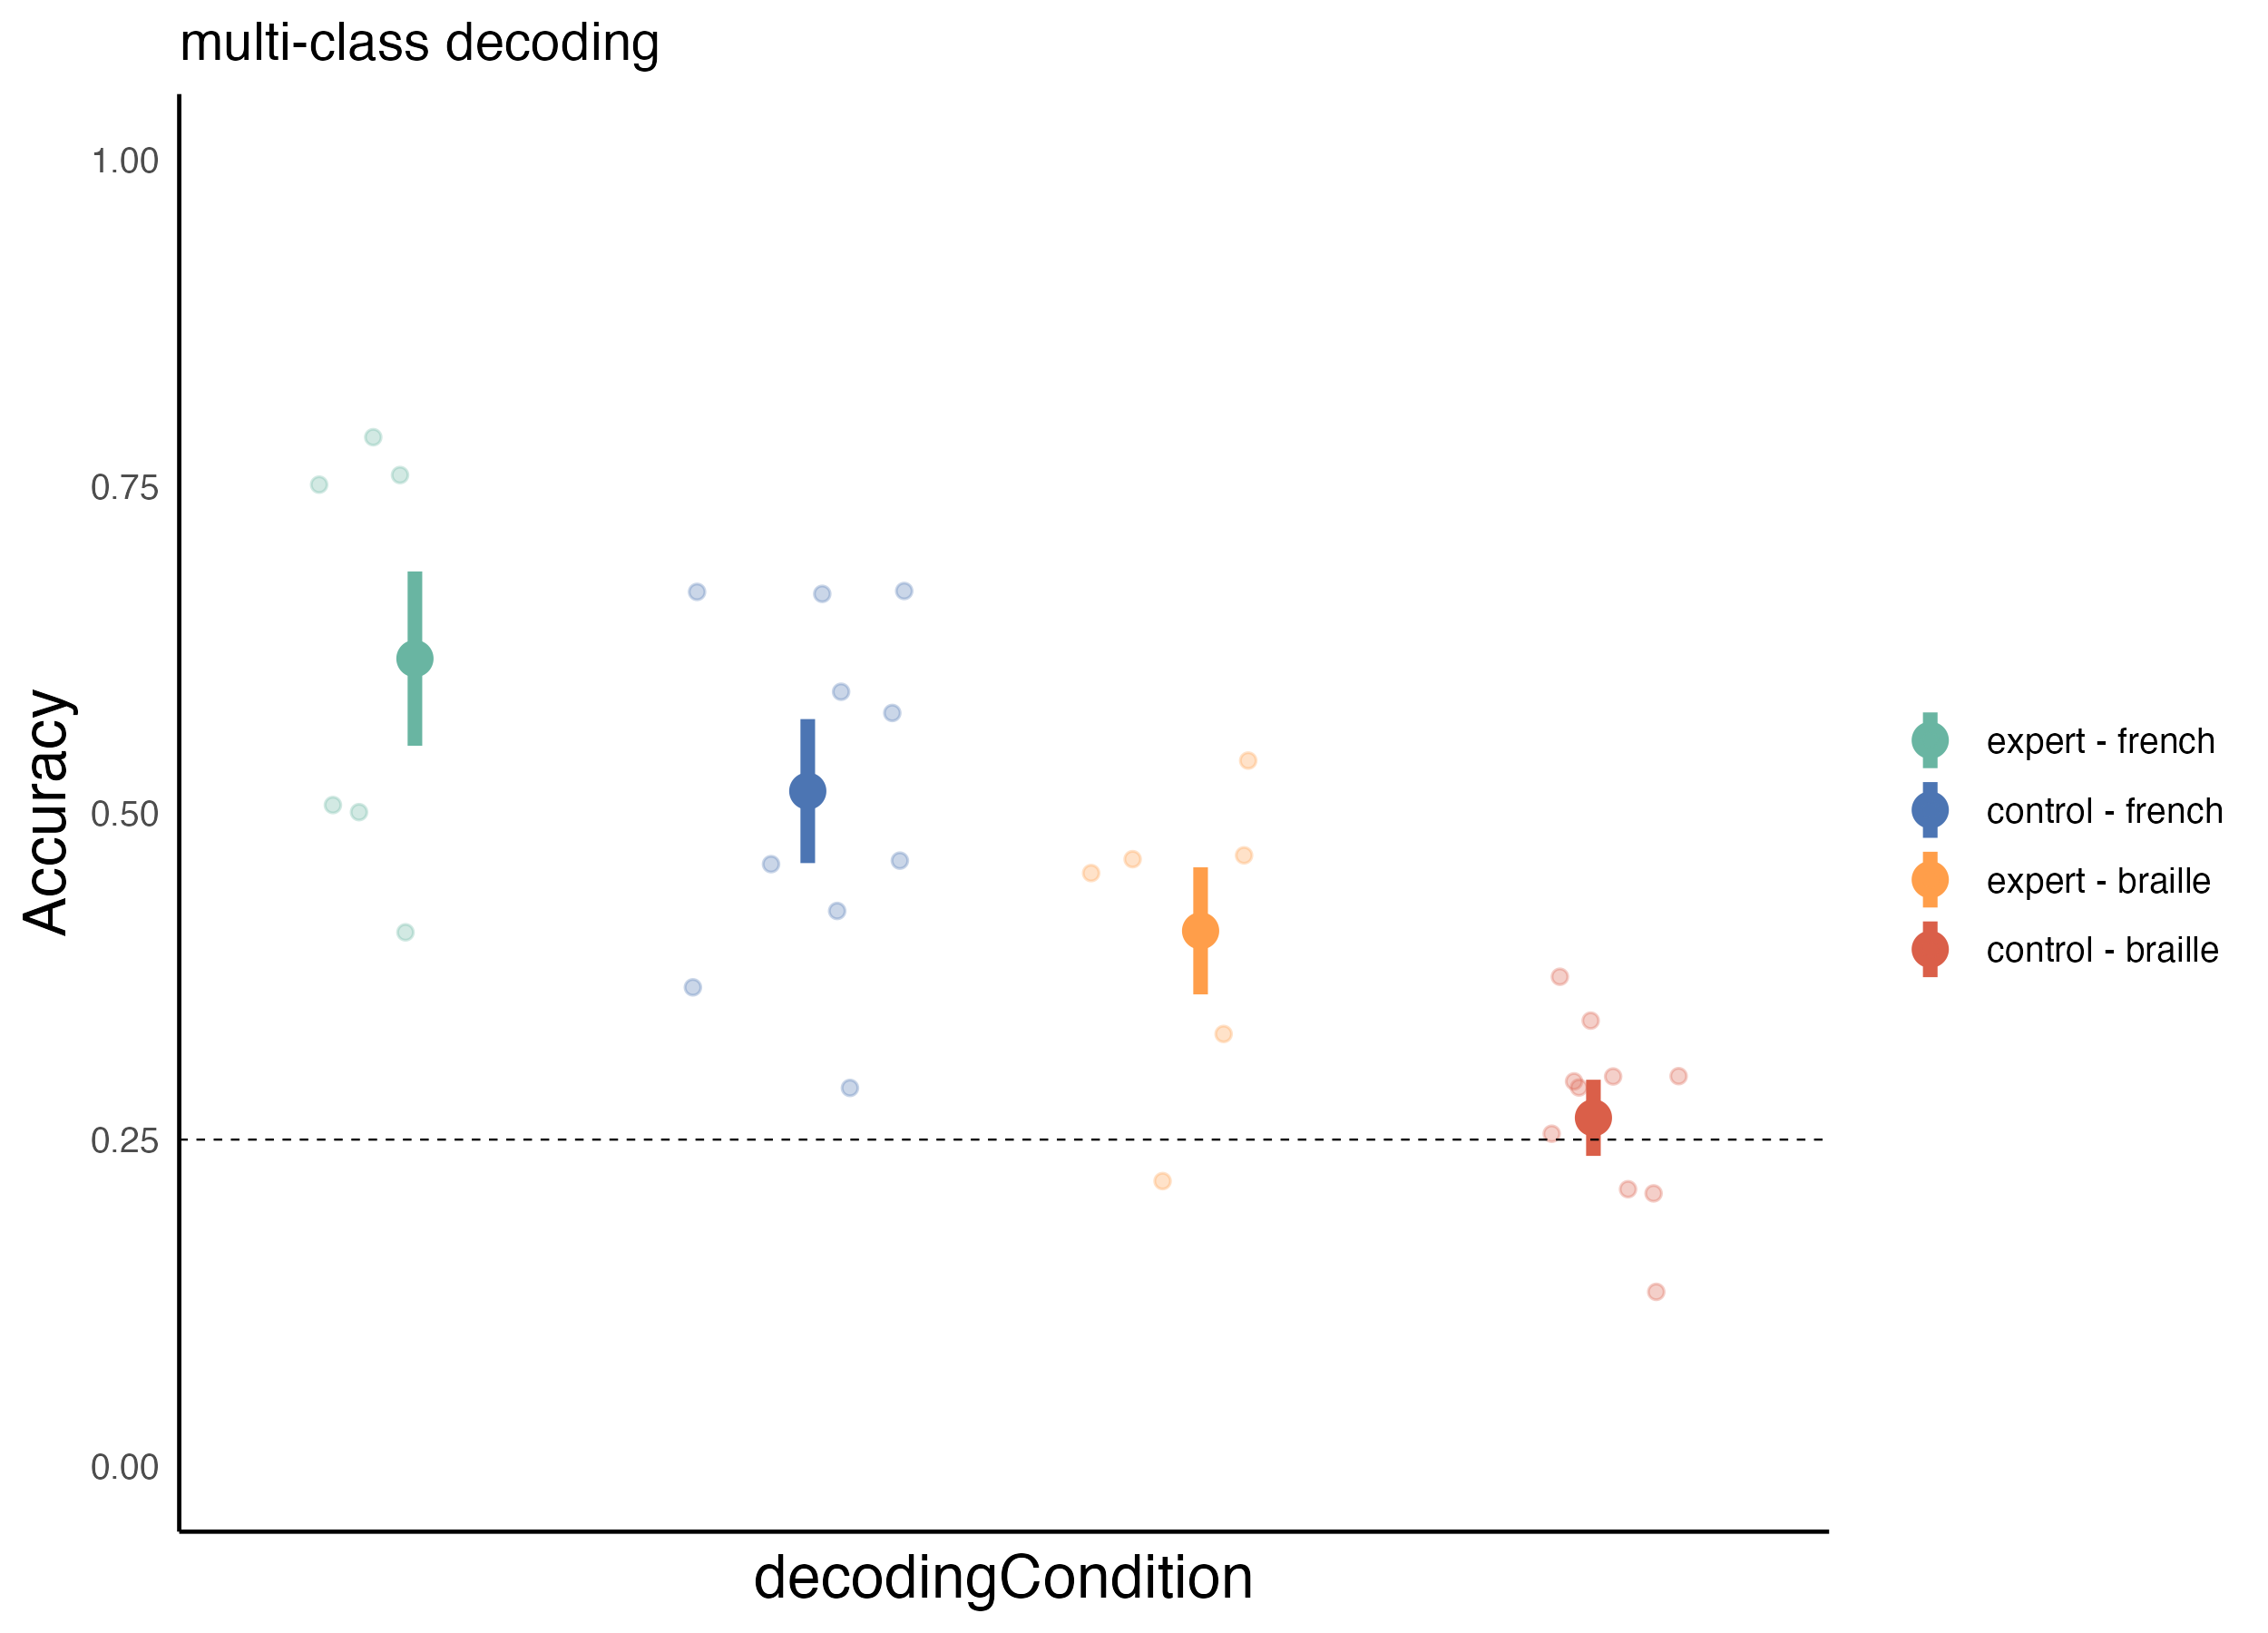 multi-class decoding
1.00
0.75
0.50
0.25
0.00
Accuracy
decodingCondition
expert - french
control - french
expert - braille
control - braille